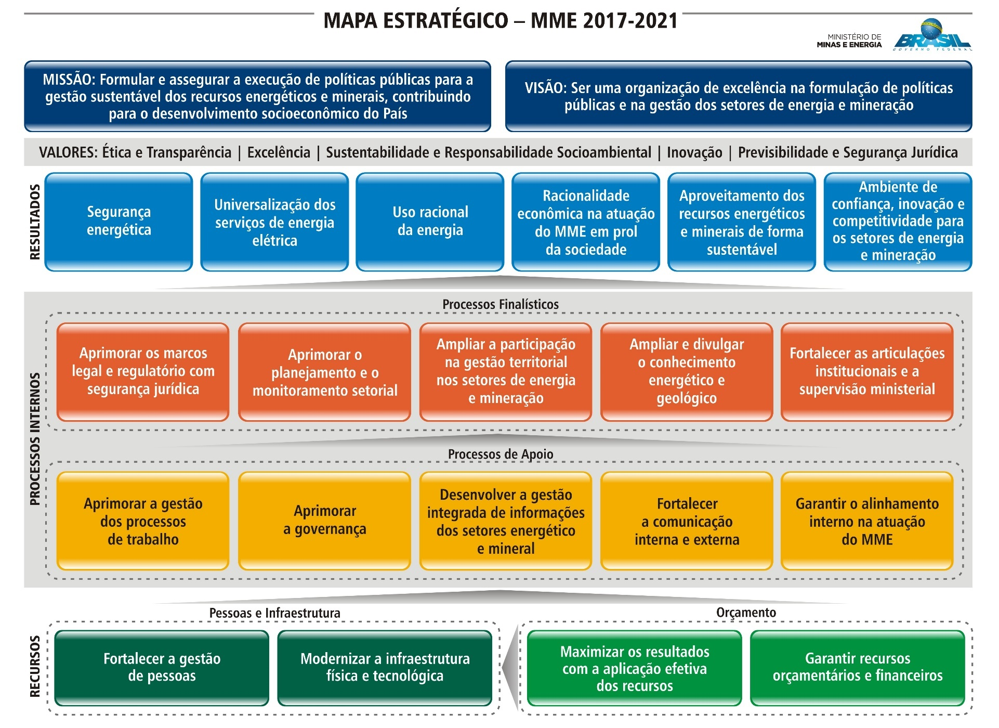 MAPA ESTRATÉGICO – MME 2017-2021
MINISTÉRIO DE
MINAS E ENERGIA
BRASIL
GOVERNO FEDERAL
MISSÃO: Formular e assegurar a execução de políticas públicas para a
gestão sustentável dos recursos energéticos e minerais, contribuindo
para o desenvolvimento socioeconômico do País
VISÃO: Ser uma organização de excelência na formulação de políticas
públicas e na gestão dos setores de energia e mineração
VALORES: Ética e Transparência | Excelência | Sustentabilidade e Responsabilidade Socioambiental | Inovação | Previsibilidade e Segurança Jurídica
RESULTADOS
Segurança
energética
Universalização dos
serviços de energia
elétrica
Uso racional
da energia
Racionalidade
econômica na atuação
do MME em prol
da sociedade
Aproveitamento dos
recursos energéticos
e minerais de forma
sustentável
Ambiente de
confiança, inovação e
competitividade para
os setores de energia
e mineração
PROCESSOS INTERNOS
Processos Finalísticos
Aprimorar os marcos
legal e regulatório com
segurança jurídica
Aprimorar o
planejamento e o
monitoramento setorial
Ampliar a participação
na gestão territorial
nos setores de energia
e mineração
Ampliar e divulgar
o conhecimento
energético e
geológico
Fortalecer as articulações
institucionais e a
supervisão ministerial
Processos de Apoio
Aprimorar a gestão
dos processos
de trabalho
Aprimorar
a governança
Desenvolver a gestão
integrada de informações
dos setores energético
e mineral
Fortalecer
a comunicação
interna e externa
Garantir o alinhamento
interno na atuação
do MME
RECURSOS
Pessoas e Infraestrutura
Fortalecer a gestão
de pessoas
Modernizar a infraestrutura
física e tecnológica
Orçamento
Maximizar os resultados
com a aplicação efetiva
dos recursos
Garantir recursos
orçamentários e financeiros